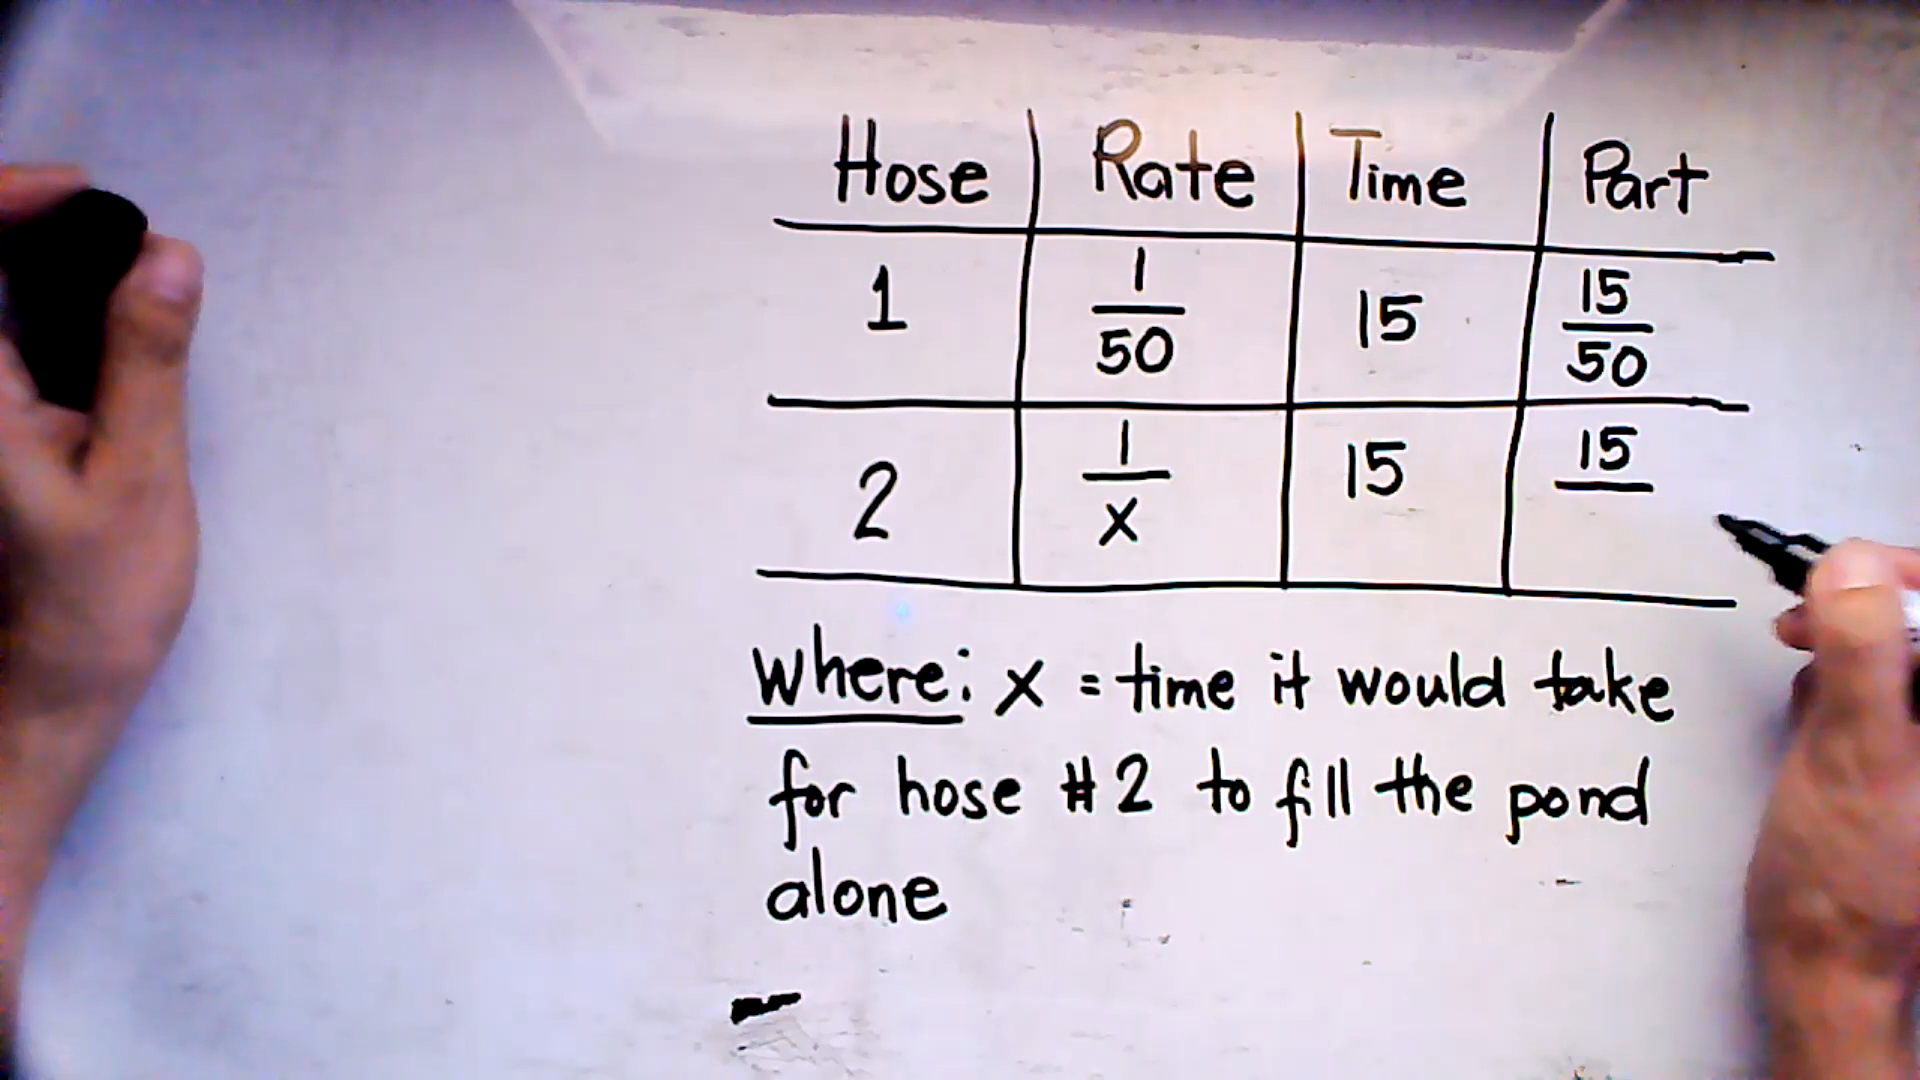 Hose Rate Time Part
1 1/50 15 15/50
2 1/x 15 15/
Where: x = time it would take
for hose #2 to fill the pond
alone